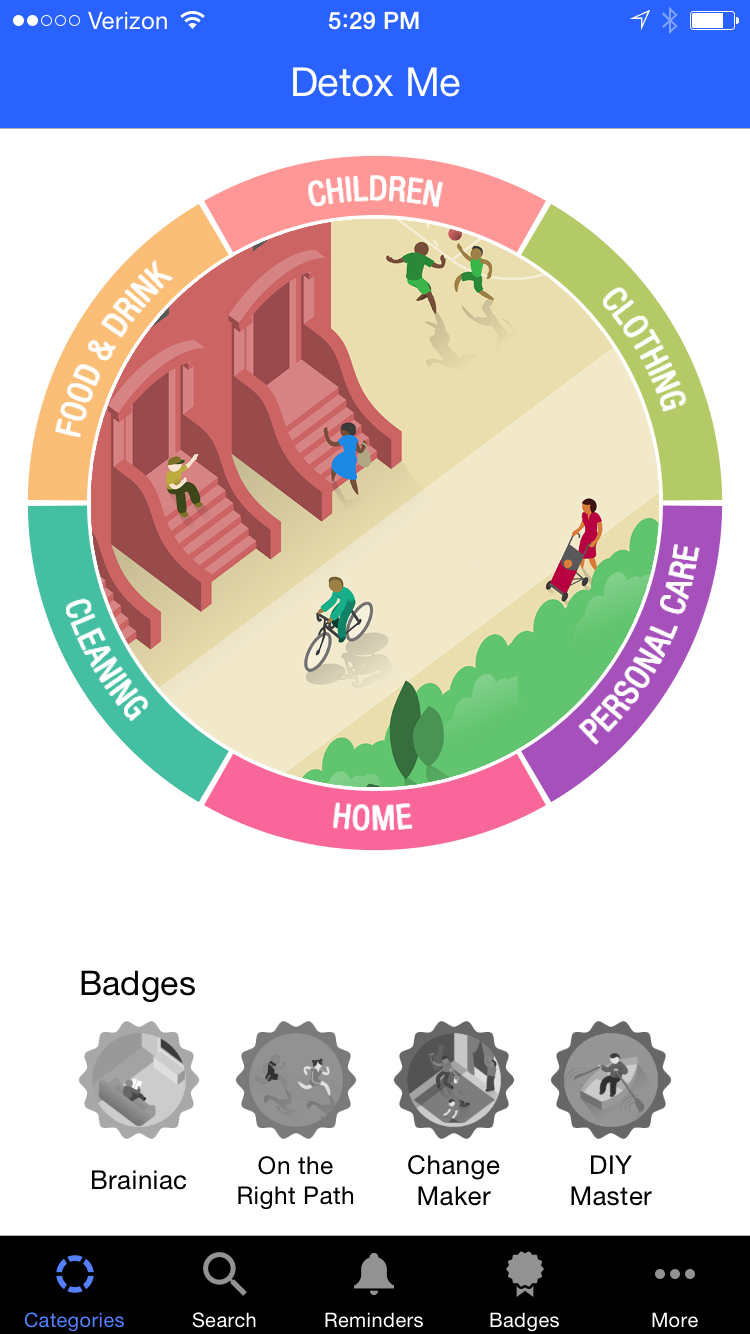 Verizon 5:29 PM
Detox Me
CHILDREN
FOOD & DRINK
CLOTHING
CLEANING
PERSONAL CARE
HOME
Badges
Brainiac
On the
Right Path
Change
Maker
DIY
Master
Categories Search Reminders Badges More